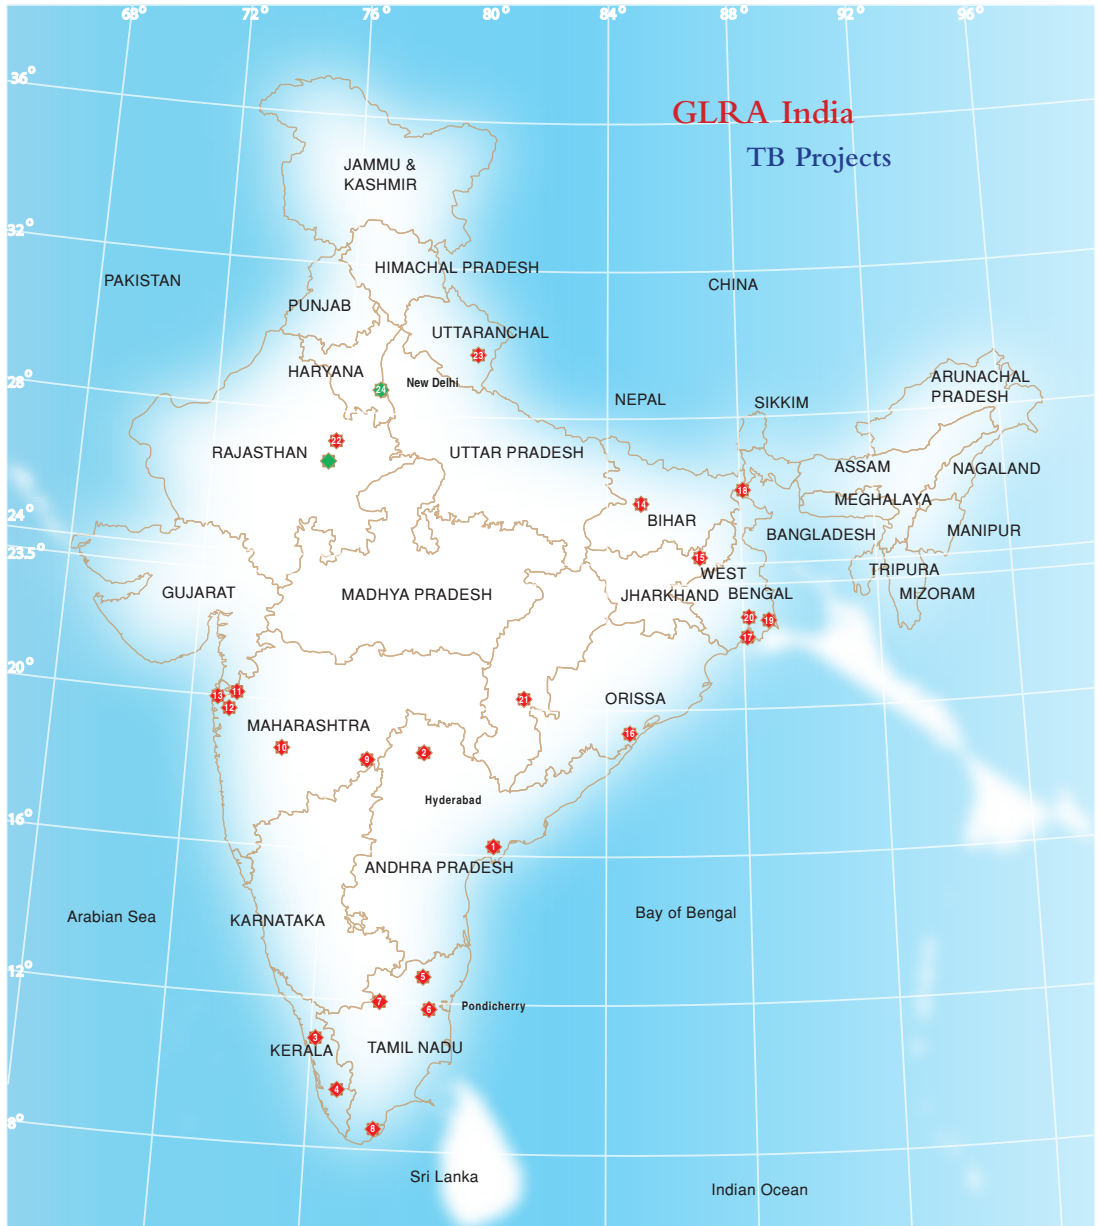 68° 72° 76° 80° 84° 88° 92° 96°
36°
GLRA India
TB Projects
JAMMU &
KASHMIR
32°
HIMACHAL PRADESH
PAKISTAN
CHINA
PUNJAB
UTTARANCHAL
23
HARYANA
28°
24
New Delhi
ARUNACHAL
PRADESH
NEPAL
SIKKIM
22
RAJASTHAN
UTTAR PRADESH
ASSAM
NAGALAND
18
MEGHALAYA
14
24°
BIHAR
BANGLADESH
MANIPUR
23.5°
15
WEST
BENGAL
TRIPURA
GUJARAT
MADHYA PRADESH
JHARKHAND
MIZORAM
20
19
17
20°
13
11
12
21
ORISSA
MAHARASHTRA
16
10
9
2
Hyderabad
16°
1
ANDHRA PRADESH
Arabian Sea
KARNATAKA
Bay of Bengal
12°
5
7
6
Pondicherry
3
KERALA
TAMIL NADU
4
8°
8
Sri Lanka
Indian Ocean